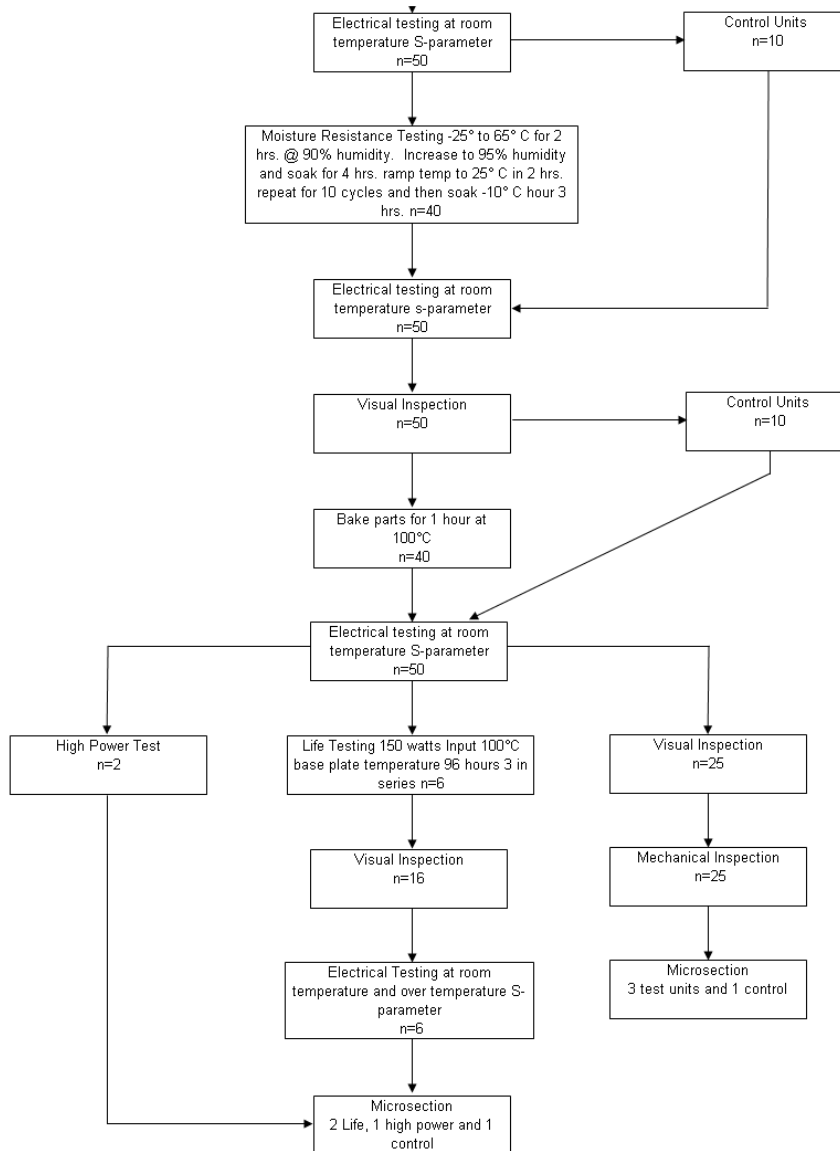 Electrical testing at room
temperature S-parameter
n=50
Control Units
n=10
Moisture Resistance Testing -25° to 65° C for 2
hrs. @ 90% humidity. Increase to 95% humidity
and soak for 4 hrs. ramp temp to 25° C in 2 hrs.
repeat for 10 cycles and then soak -10° C hour 3
hrs. n=40
Electrical testing at room
temperature s-parameter
n=50
Visual Inspection
n=50
Control Units
n=10
Bake parts for 1 hour at
100°C
n=40
Electrical testing at room
temperature S-parameter
n=50
High Power Test
n=2
Life Testing 150 watts Input 100°C
base plate temperature 96 hours 3 in
series n=6
Visual Inspection
n=25
Visual Inspection
n=16
Mechanical Inspection
n=25
Electrical Testing at room
temperature and over temperature S-
parameter
n=6
Microsection
3 test units and 1 control
Microsection
2 Life, 1 high power and 1
control